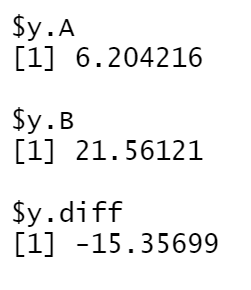 $y.A
[1] 6.204216
$y.B
[1] 21.56121
$y.diff
[1] -15.35699